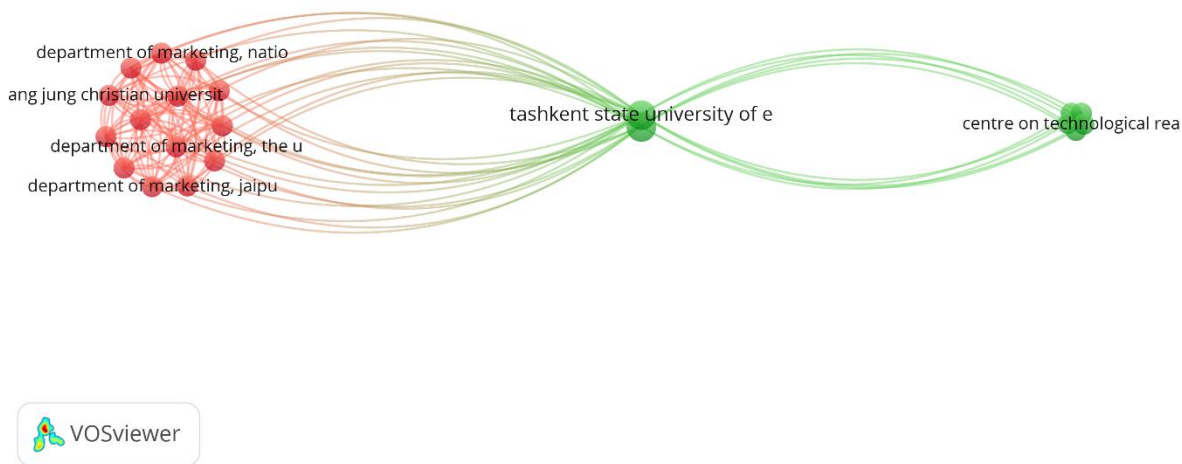 department of marketing, natio
ang jung christian universit
department of marketing, the u
department of marketing, jaipu
tashkent state university of e
centre on technological rea
VOSviewer